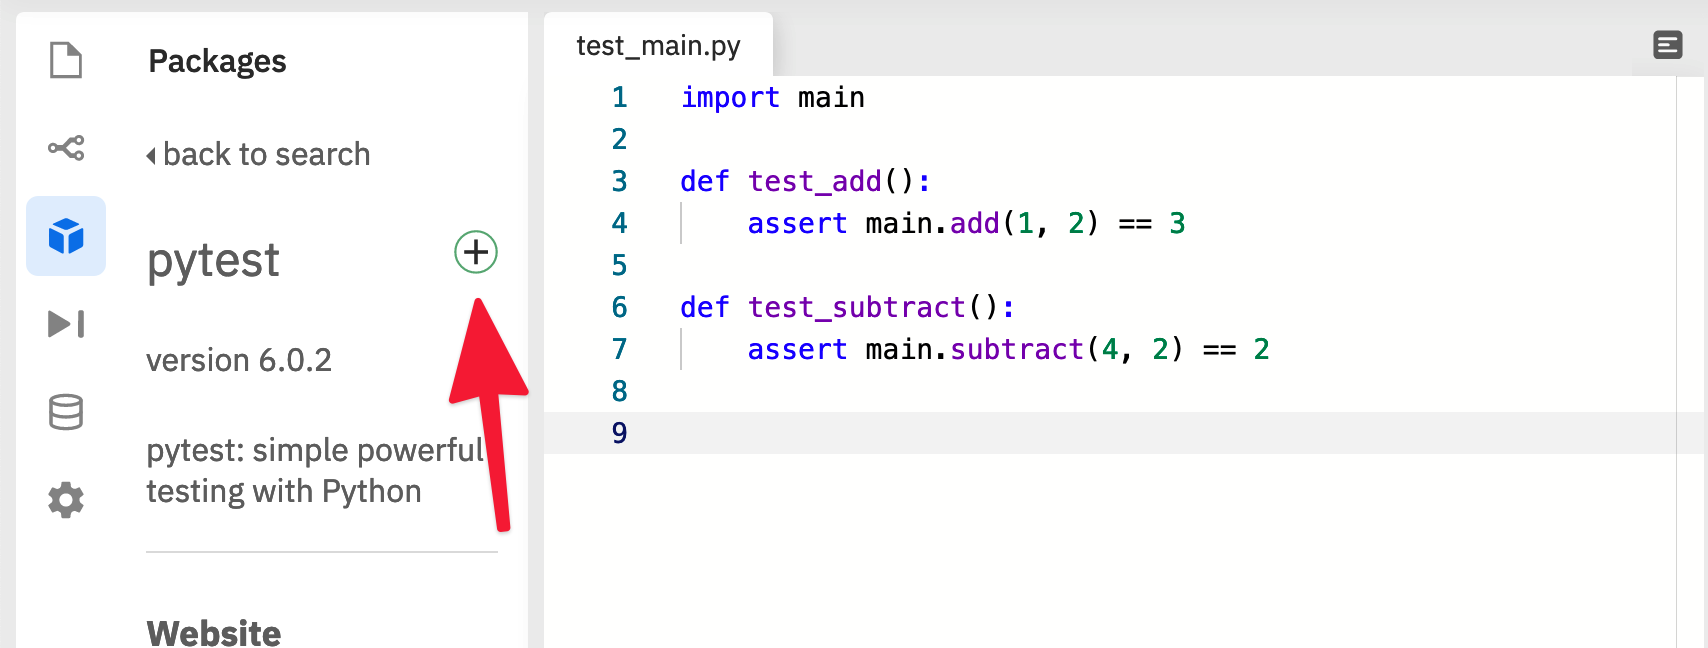 Packages
back to search
pytest
version 6.0.2
pytest: simple powerful
testing with Python
Website
test_main.py
1 import main
2
3 def test_add():
4     assert main.add(1, 2) == 3
5
6 def test_subtract():
7     assert main.subtract(4, 2) == 2
8
9